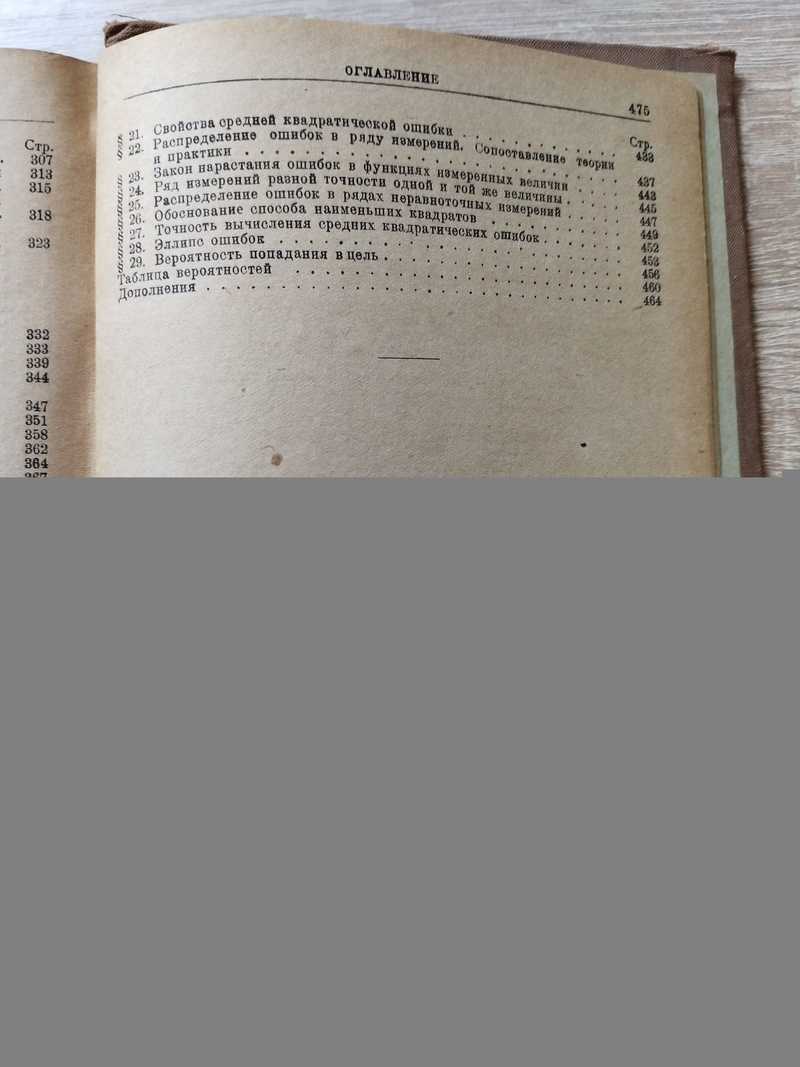 Стр.
307
313
315
318
323
332
333
339
344
347
351
358
362
364
ОГЛАВЛЕНИЕ
475
Стр.
§ 21. Свойства средней квадратической ошибки . . . . . . . . . . . 433
§ 22. Распределение ошибок в ряду измерений. Сопоставление теории
и практики . . . . . . . . . . . . . . . . . . . . . . . . . 437
§ 23. Закон нарастания ошибок в функциях измеренных величин . . . . 443
§ 24. Ряд измерений разной точности одной и той же величины . . . . 445
§ 25. Распределение ошибок в рядах неравноточных измерений . . . . 447
§ 26. Обоснование способа наименьших квадратов . . . . . . . . . 449
§ 27. Точность вычисления средних квадратических ошибок . . . . . . 452
§ 28. Эллипс ошибок . . . . . . . . . . . . . . . . . . . . . . . 453
§ 29. Вероятность попадания в цель . . . . . . . . . . . . . . . . . 456
Таблица вероятностей . . . . . . . . . . . . . . . . . . . . . . 460
Дополнения . . . . . . . . . . . . . . . . . . . . . . . . . . . 464